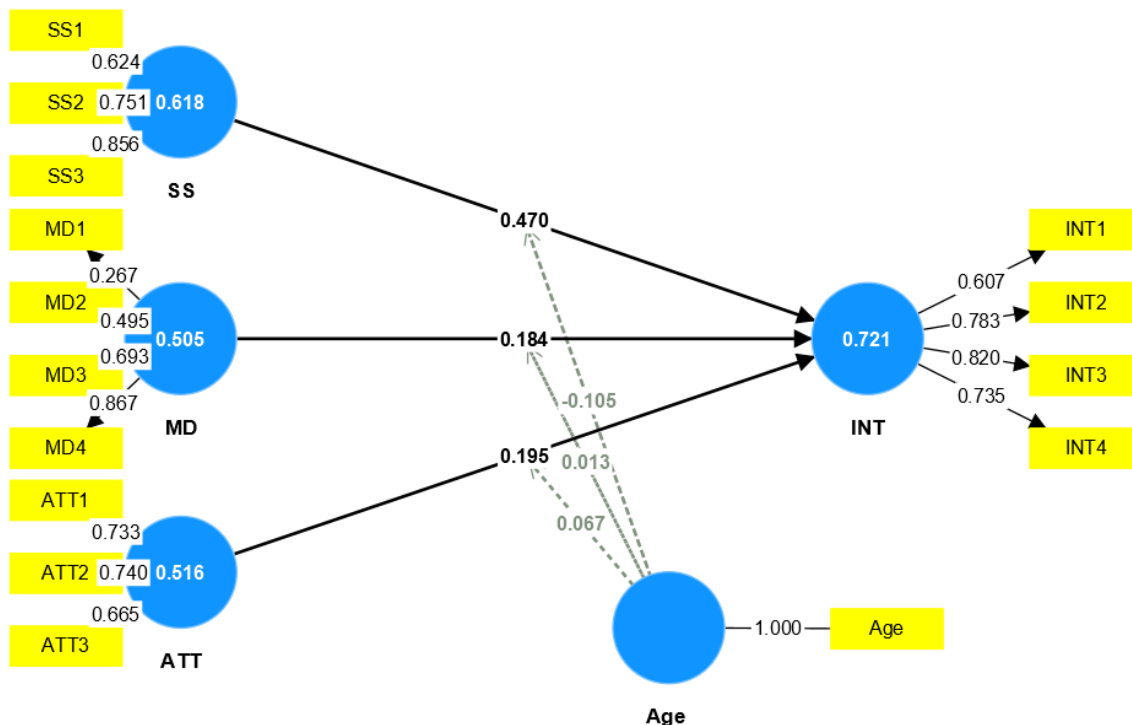 SS1
0.624
SS2
0.751
0.618
0.856
SS3
SS
MD1
0.267
MD2
0.495
0.505
0.693
MD3
0.867
MD4
MD
ATT1
0.733
ATT2
0.740
0.516
0.665
ATT3
ATT
0.470
0.184
0.195
-0.105
0.013
0.067
0.721
INT
0.607
INT1
0.783
INT2
0.820
INT3
0.735
INT4
1.000
Age
Age